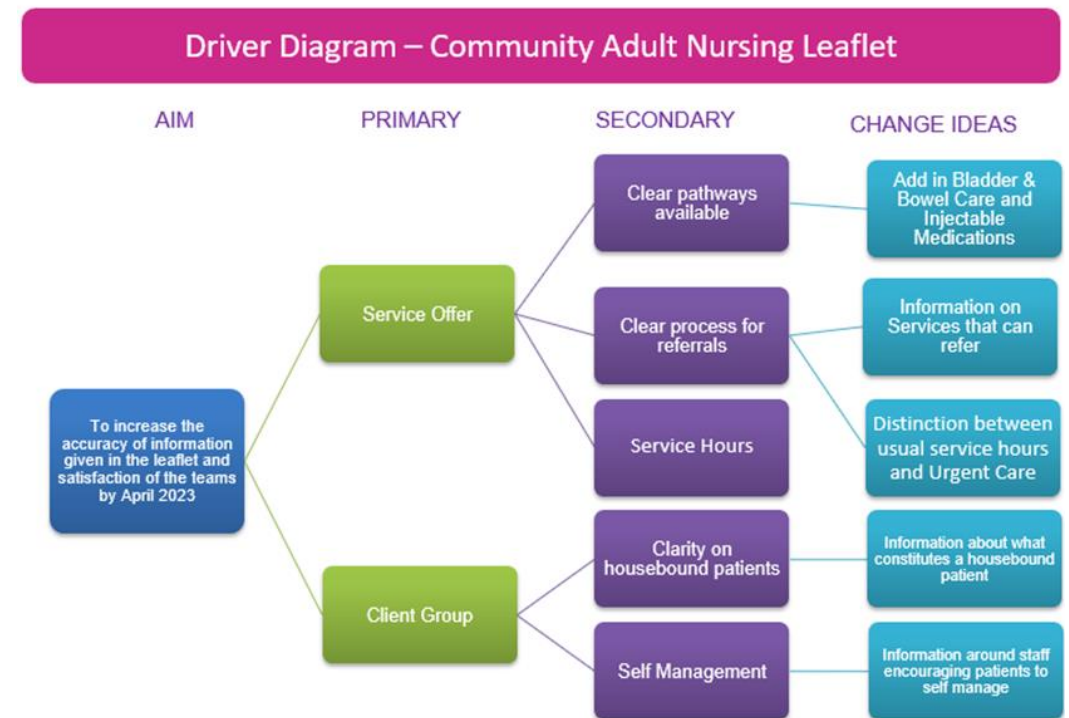 Driver Diagram – Community Adult Nursing Leaflet
AIM
PRIMARY
SECONDARY
CHANGE IDEAS
To increase the
accuracy of information
given in the leaflet and
satisfaction of the teams
by April 2023
Service Offer
Client Group
Clear pathways
available
Clear process for
referrals
Service Hours
Clarity on
housebound patients
Self Management
Add in Bladder &
Bowel Care and
Injectable
Medications
Information on
Services that can
refer
Distinction between
usual service hours
and Urgent Care
Information about what
constitutes a housebound
patient
Information around staff
encouraging patients to
self manage